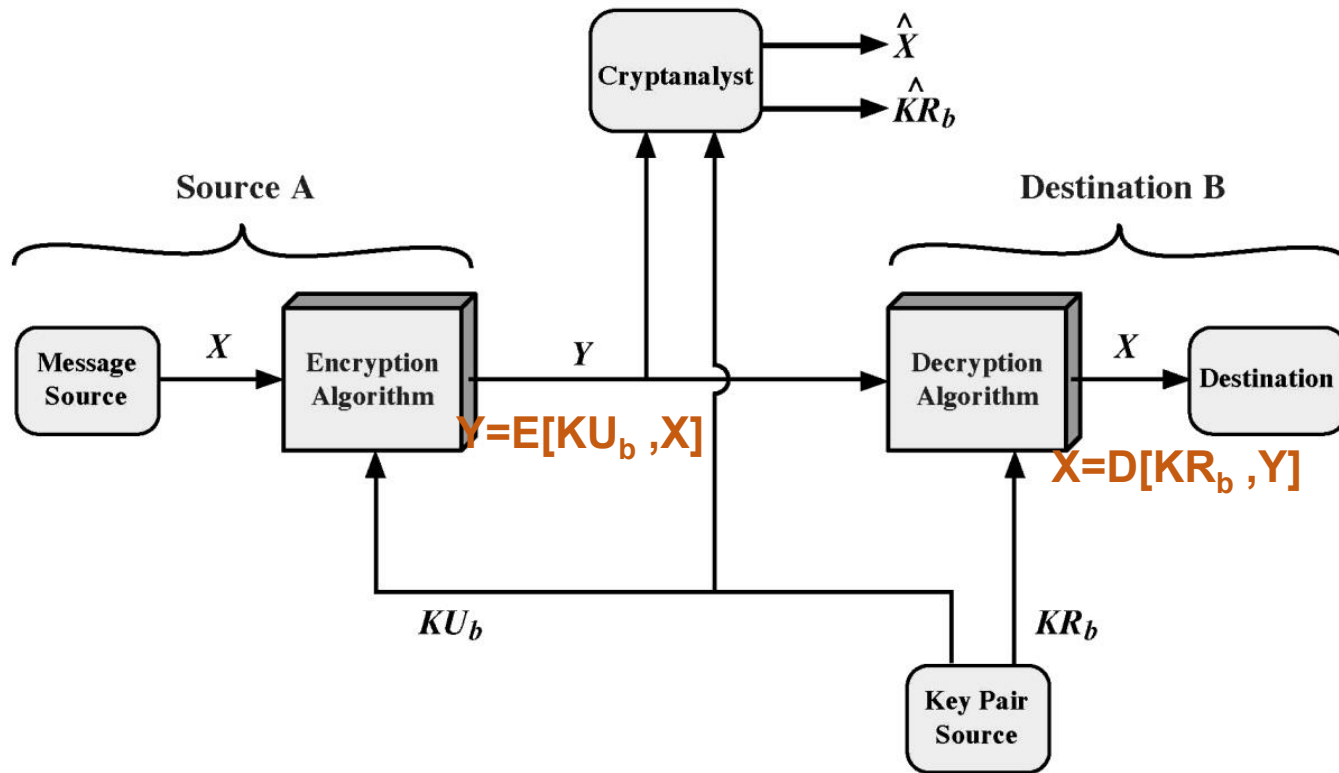 X̂
Cryptanalyst
K̂R_b
Source A
Destination B
X
Y
X
Message
Source
Encryption
Algorithm
Decryption
Algorithm
Destination
Y=E[KU_b ,X]
X=D[KR_b ,Y]
KU_b
KR_b
Key Pair
Source